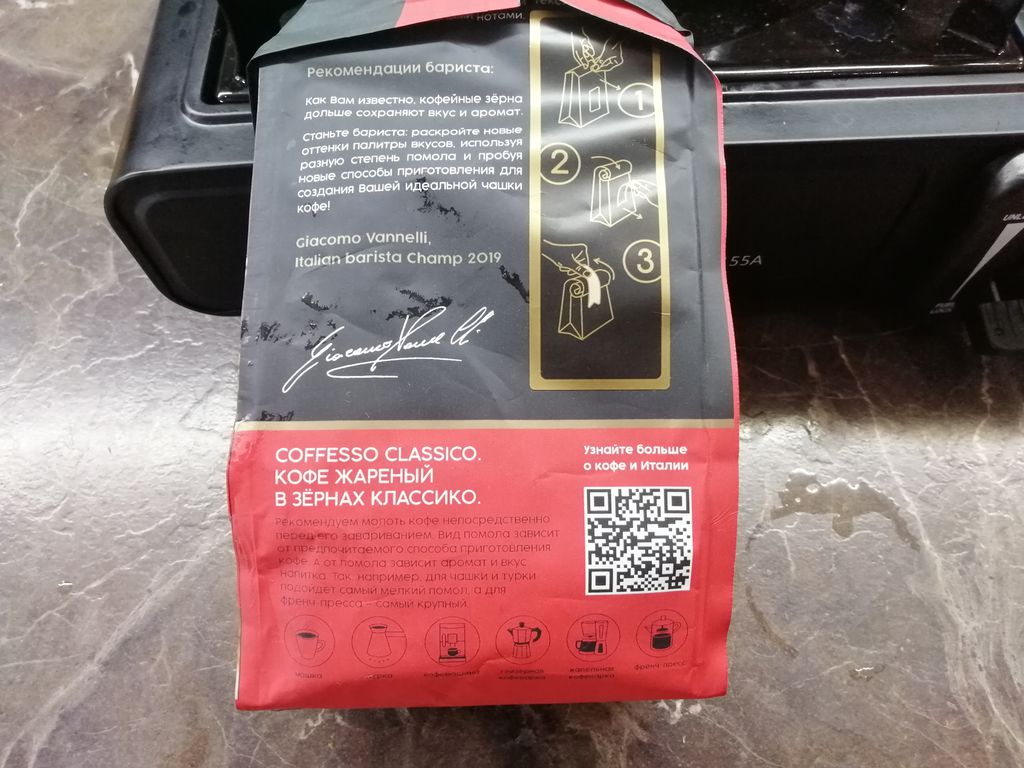 нотами.
Рекомендации бариста:
Как Вам известно, кофейные зёрна
дольше сохраняют вкус и аромат.
Станьте бариста: раскройте новые
оттенки палитры вкусов, используя
разную степень помола и пробуя
новые способы приготовления для
создания Вашей идеальной чашки
кофе!
Giacomo Vannelli,
Italian barista Champ 2019
1
2
3
55A
COFFESSO CLASSICO.
КОФЕ ЖАРЕНЫЙ
В ЗЁРНАХ КЛАССИКО.
Узнайте больше
о кофе и Италии
Рекомендуем молоть кофе непосредственно
перед его завариванием. Вид помола зависит
от предпочитаемого способа приготовления
кофе. А от помола зависит аромат и вкус
напитка. Так, например, для чашки и турки
подойдет самый мелкий помол, а для
френч-пресса – самый крупный.
чашка
турка
кофемашина
гейзерная
кофеварка
капельная
кофеварка
френч-пресс